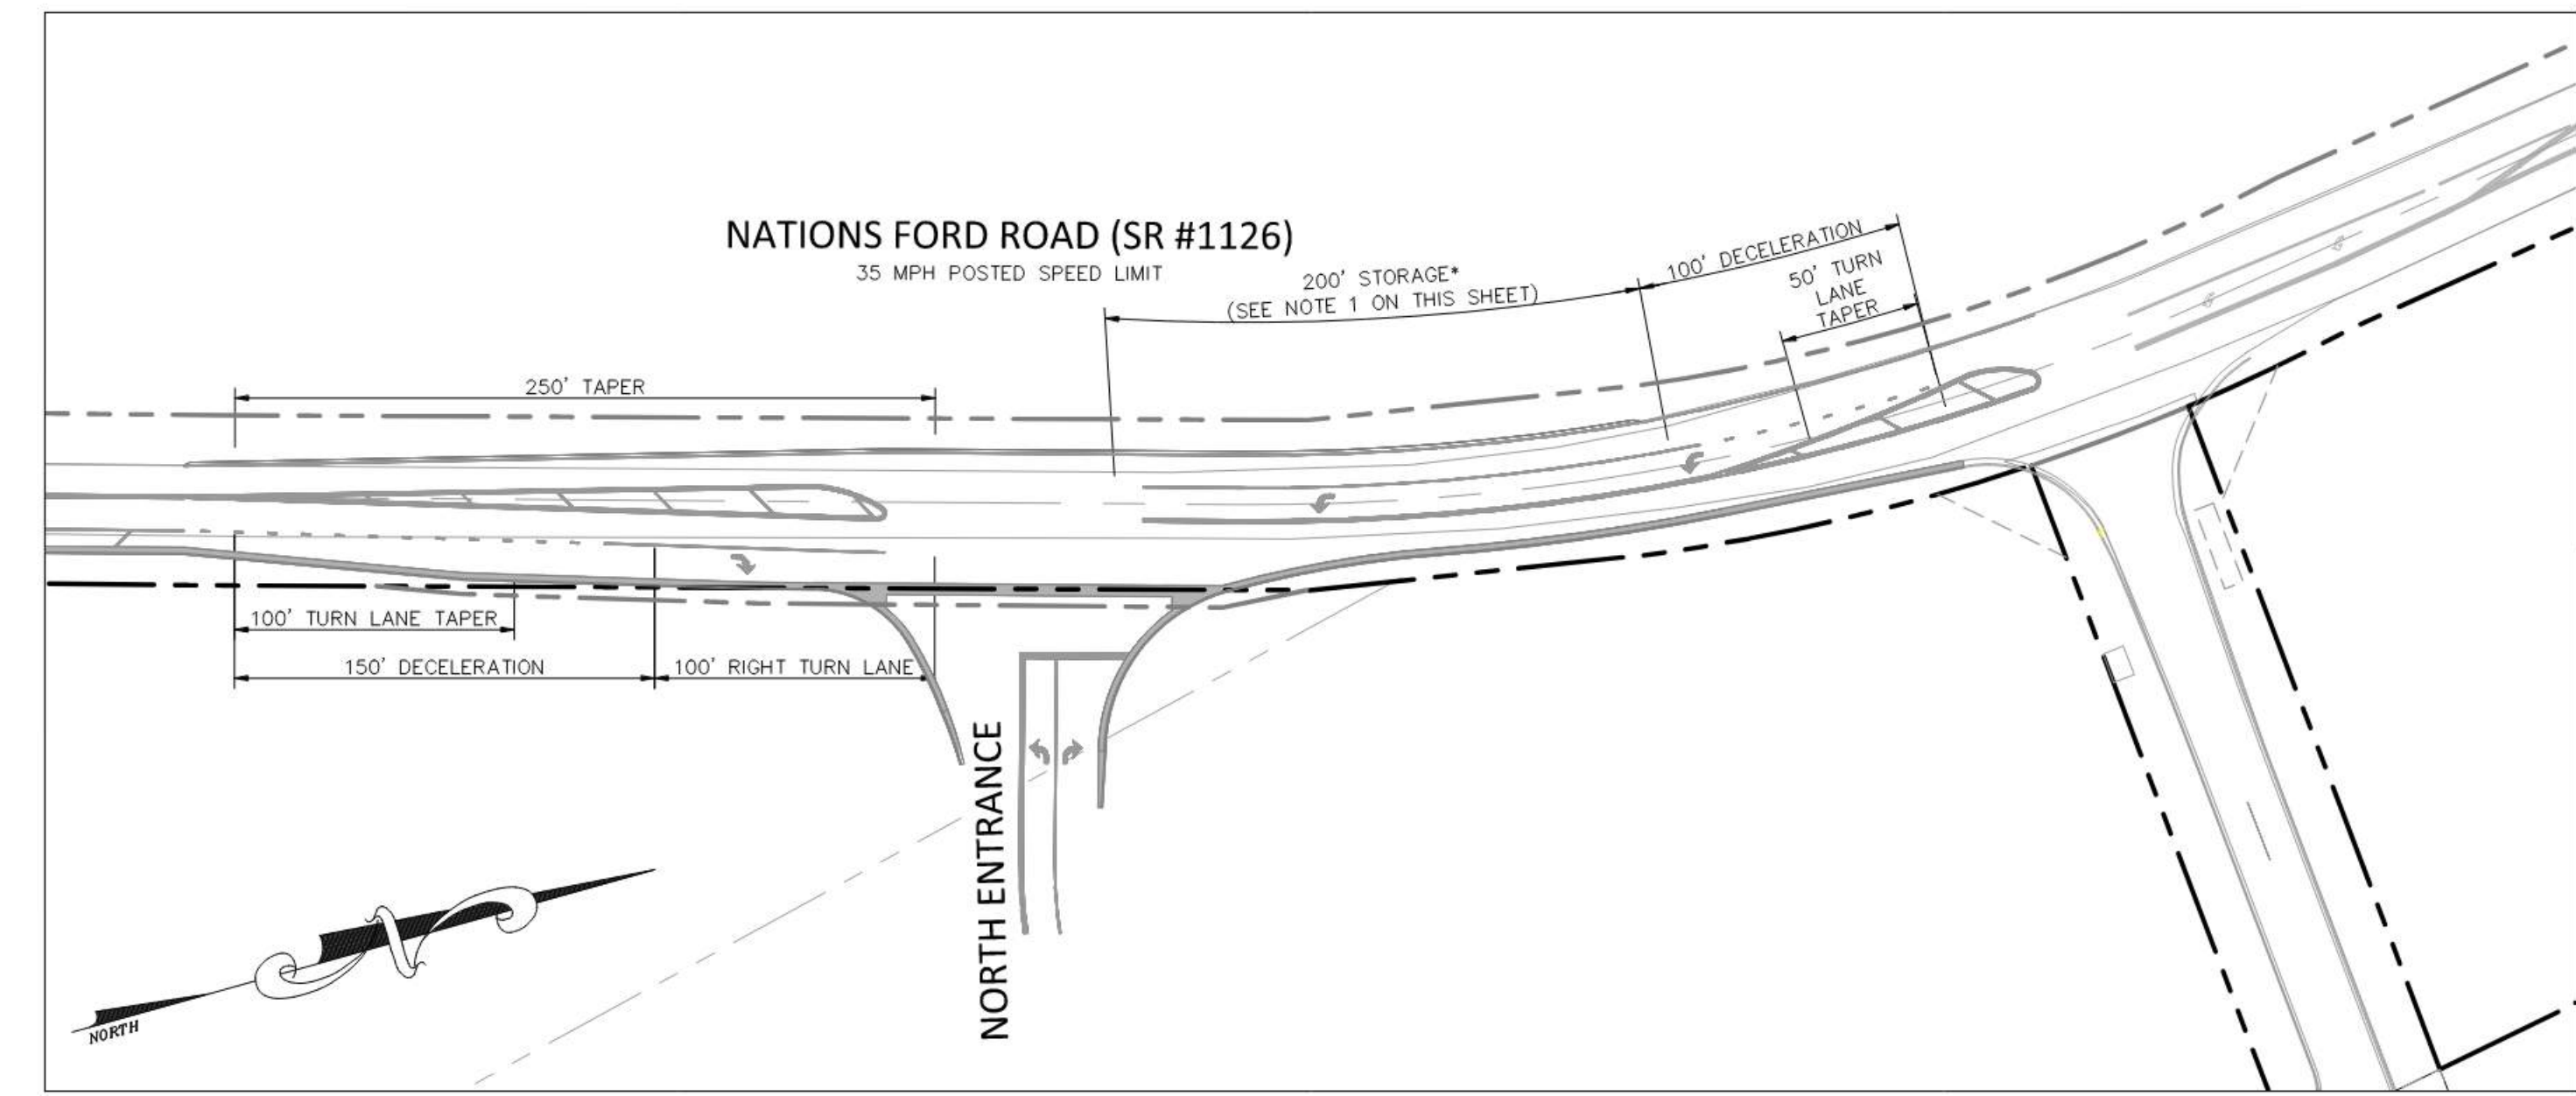 NATIONS FORD ROAD (SR #1126)
35 MPH POSTED SPEED LIMIT
200' STORAGE*
(SEE NOTE 1 ON THIS SHEET)
100' DECELERATION
50' TURN
LANE
TAPER
250' TAPER
100' TURN LANE TAPER
150' DECELERATION
100' RIGHT TURN LANE
NORTH ENTRANCE
N
NORTH